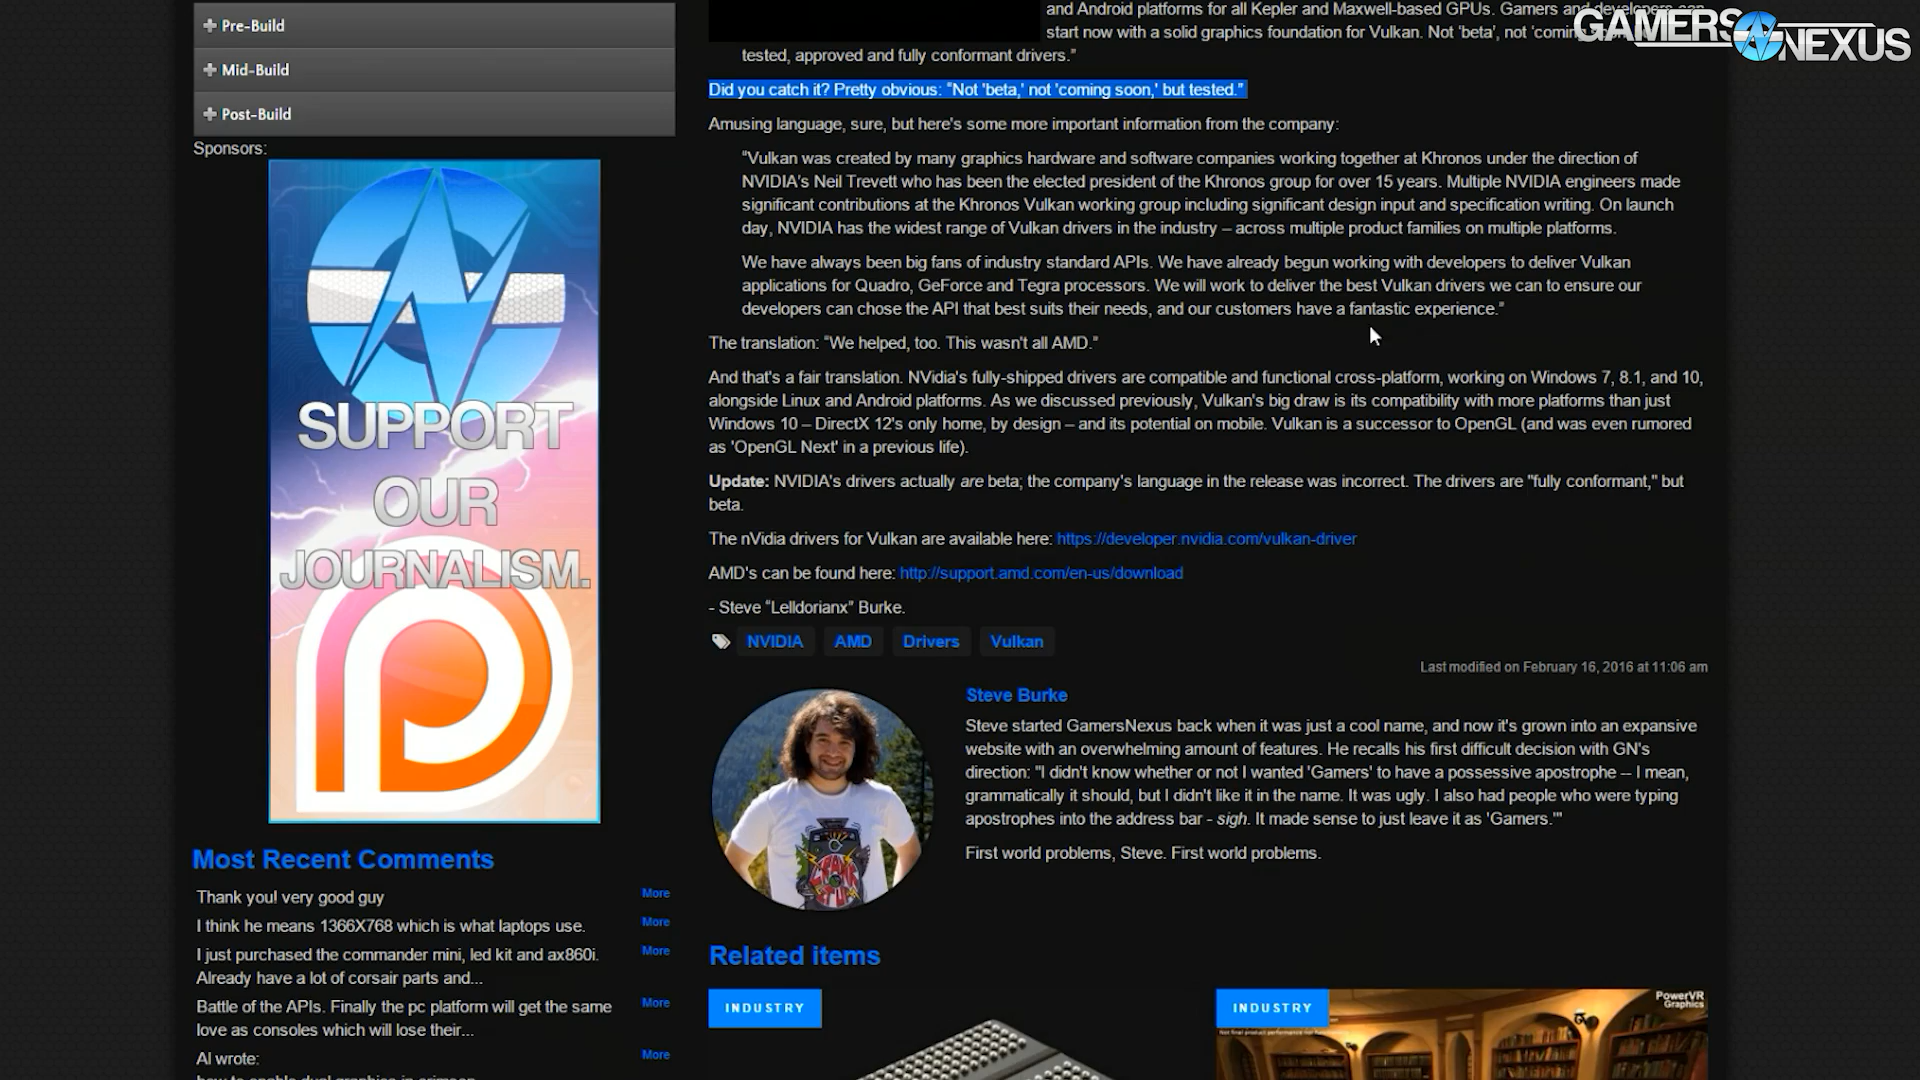 GAMERS NEXUS
Pre-Build
Mid-Build
Post-Build
Sponsors:
SUPPORT
OUR
JOURNALISM.
Most Recent Comments
Thank you! very good guy
More
I think he means 1366X768 which is what laptops use.
More
I just purchased the commander mini, led kit and ax860i.
Already have a lot of corsair parts and...
More
Battle of the APIs. Finally the pc platform will get the same
love as consoles which will lose their...
More
Al wrote:
More
and Android platforms for all Kepler and Maxwell-based GPUs. Gamers and developers can
start now with a solid graphics foundation for Vulkan. Not 'beta', not 'coming
tested, approved and fully conformant drivers.”
Did you catch it? Pretty obvious: “Not 'beta,' not 'coming soon,' but tested.”
Amusing language, sure, but here's some more important information from the company:
“Vulkan was created by many graphics hardware and software companies working together at Khronos under the direction of
NVIDIA's Neil Trevett who has been the elected president of the Khronos group for over 15 years. Multiple NVIDIA engineers made
significant contributions at the Khronos Vulkan working group including significant design input and specification writing. On launch
day, NVIDIA has the widest range of Vulkan drivers in the industry – across multiple product families on multiple platforms.
We have always been big fans of industry standard APIs. We have already begun working with developers to deliver Vulkan
applications for Quadro, GeForce and Tegra processors. We will work to deliver the best Vulkan drivers we can to ensure our
developers can chose the API that best suits their needs, and our customers have a fantastic experience.”
The translation: “We helped, too. This wasn't all AMD.”
And that's a fair translation. NVidia's fully-shipped drivers are compatible and functional cross-platform, working on Windows 7, 8.1, and 10,
alongside Linux and Android platforms. As we discussed previously, Vulkan's big draw is its compatibility with more platforms than just
Windows 10 – DirectX 12's only home, by design – and its potential on mobile. Vulkan is a successor to OpenGL (and was even rumored
as 'OpenGL Next' in a previous life).
Update: NVIDIA's drivers actually are beta; the company's language in the release was incorrect. The drivers are "fully conformant," but
beta.
The nVidia drivers for Vulkan are available here: https://developer.nvidia.com/vulkan-driver
AMD's can be found here: http://support.amd.com/en-us/download
- Steve “Lelldorianx” Burke.
NVIDIA AMD Drivers Vulkan
Last modified on February 16, 2016 at 11:06 am
Steve Burke
Steve started GamersNexus back when it was just a cool name, and now it's grown into an expansive
website with an overwhelming amount of features. He recalls his first difficult decision with GN's
direction: "I didn't know whether or not I wanted 'Gamers' to have a possessive apostrophe -- I mean,
grammatically it should, but I didn't like it in the name. It was ugly. I also had people who were typing
apostrophes into the address bar - sigh. It made sense to just leave it as 'Gamers.'"
First world problems, Steve. First world problems.
Related items
INDUSTRY
INDUSTRY
PowerVR
Graphics